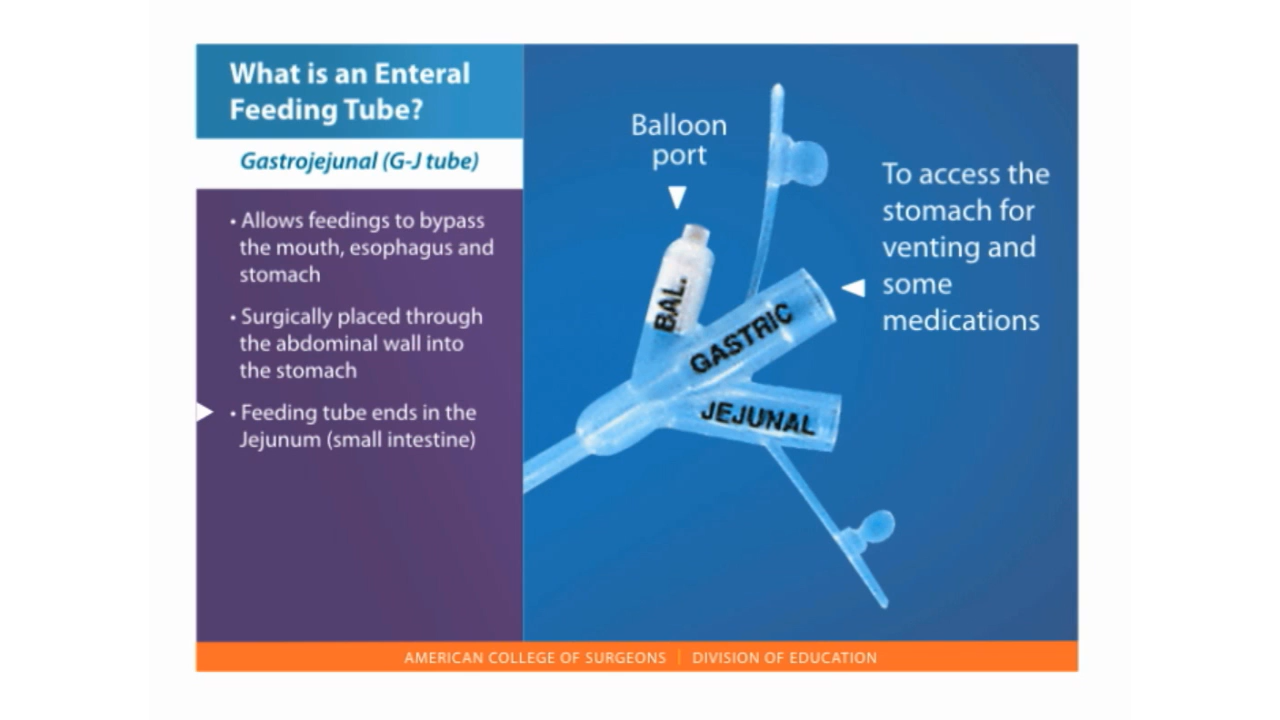 What is an Enteral
Feeding Tube?
Gastrojejunal (G-J tube)
• Allows feedings to bypass
the mouth, esophagus and
stomach
• Surgically placed through
the abdominal wall into
the stomach
• Feeding tube ends in the
Jejunum (small intestine)
Balloon
port
To access the
stomach for
venting and
some
medications
BAL.
GASTRIC
JEJUNAL
AMERICAN COLLEGE OF SURGEONS | DIVISION OF EDUCATION